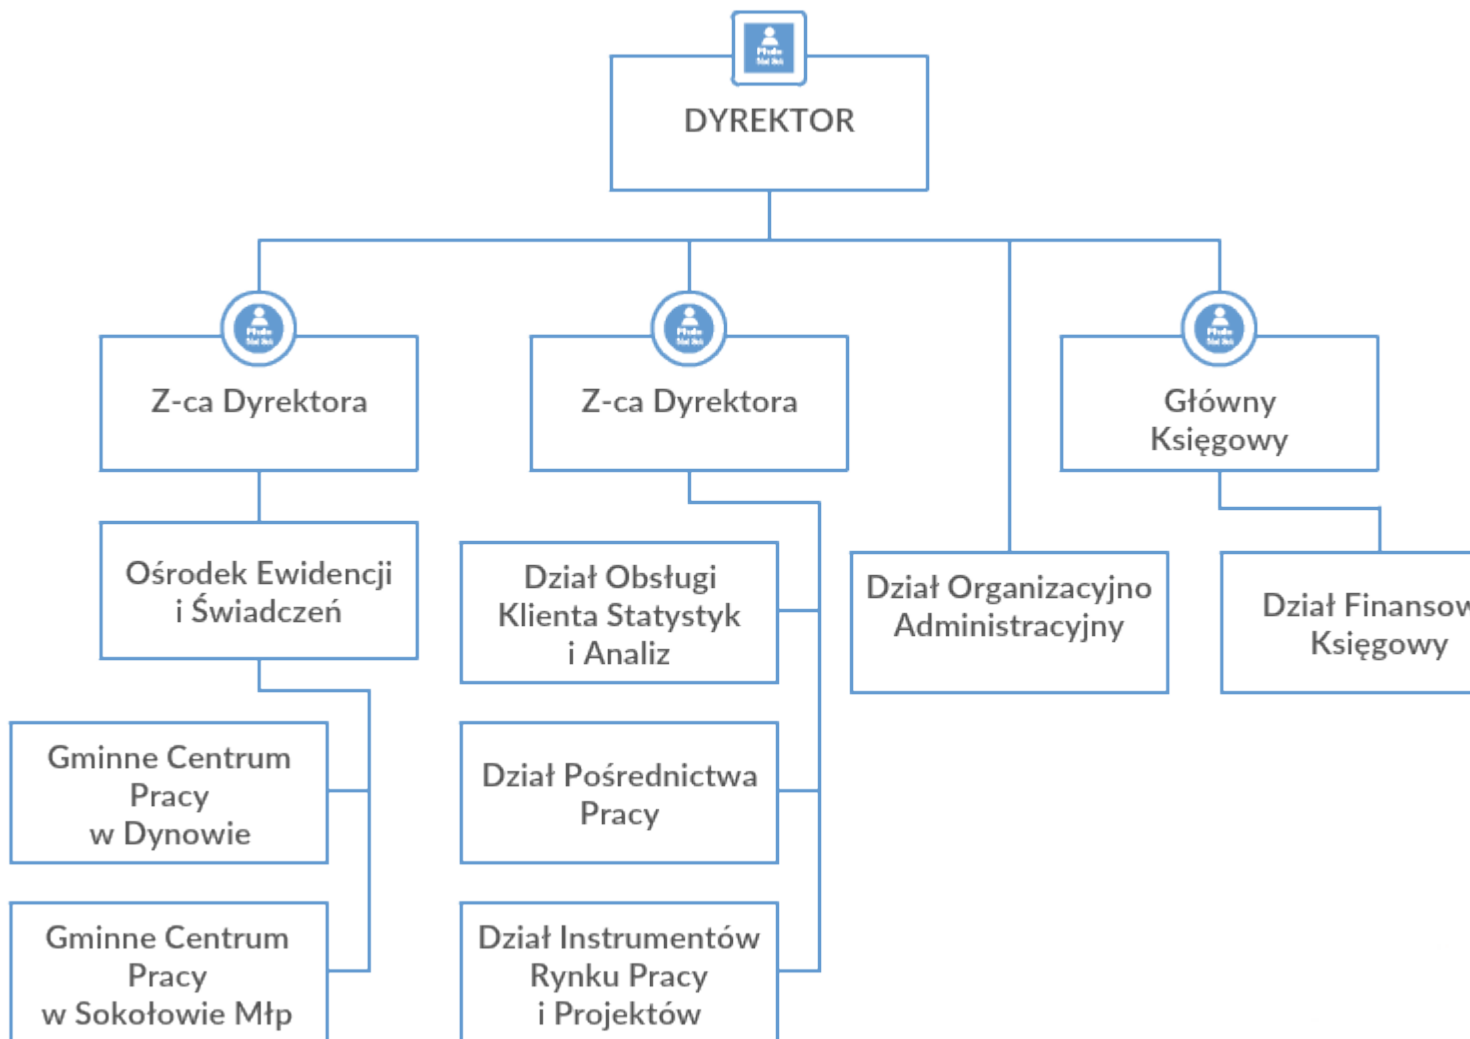 DYREKTOR
Z-ca Dyrektora
Z-ca Dyrektora
Główny
Księgowy
Ośrodek Ewidencji
i Świadczeń
Dział Obsługi
Klienta Statystyk
i Analiz
Dział Organizacyjno
Administracyjny
Dział
Księgowy
Gminne Centrum
Pracy
w Dynowie
Dział Pośrednictwa
Pracy
Gminne Centrum
Pracy
w Sokołowie Młp
Dział Instrumentów
Rynku Pracy
i Projektów